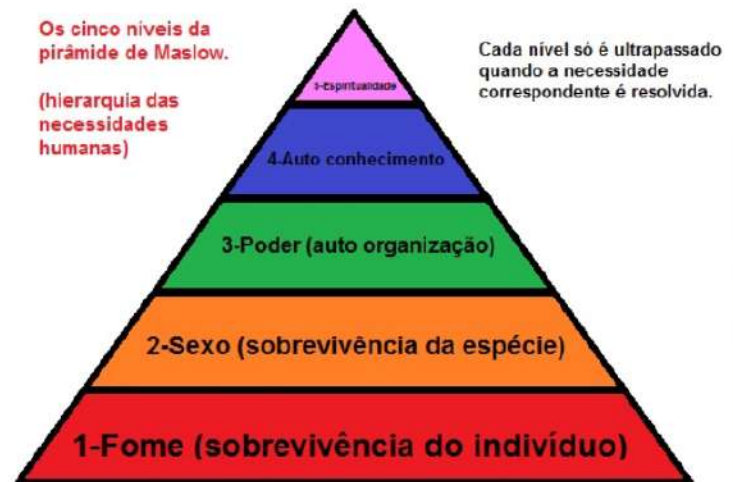 Os cinco níveis da
pirâmide de Maslow.
(hierarquia das
necessidades
humanas)
Cada nível só é ultrapassado
quando a necessidade
correspondente é resolvida.
5-Espiritualidade
4-Auto conhecimento
3-Poder (auto organização)
2-Sexo (sobrevivência da espécie)
1-Fome (sobrevivência do indivíduo)